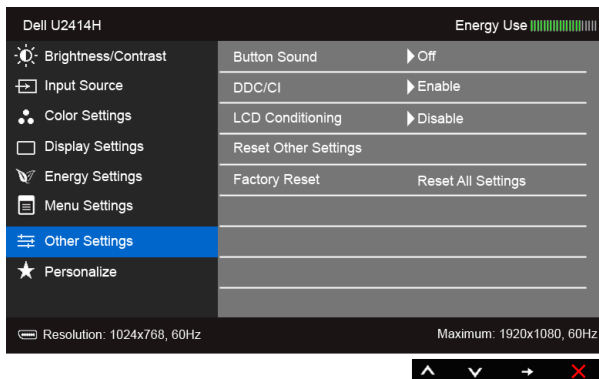 Dell U2414H Energy Use
Brightness/Contrast Button Sound Off
Input Source DDC/CI Enable
Color Settings LCD Conditioning Disable
Display Settings Reset Other Settings
Energy Settings Factory Reset Reset All Settings
Menu Settings
Other Settings
Personalize
Resolution: 1024x768, 60Hz Maximum: 1920x1080, 60Hz